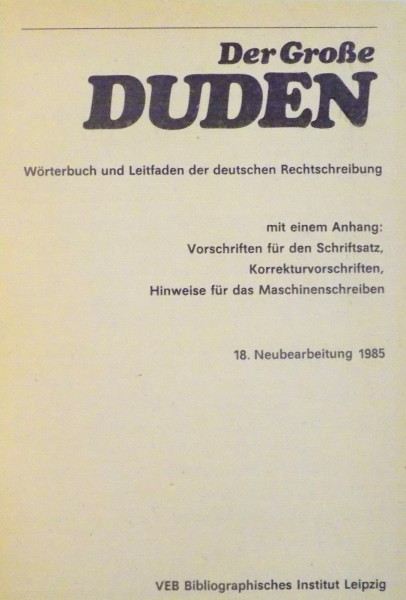 Der Große
DUDEN
Wörterbuch und Leitfaden der deutschen Rechtschreibung
mit einem Anhang:
Vorschriften für den Schriftsatz,
Korrekturvorschriften,
Hinweise für das Maschinenschreiben
18. Neubearbeitung 1985
VEB Bibliographisches Institut Leipzig